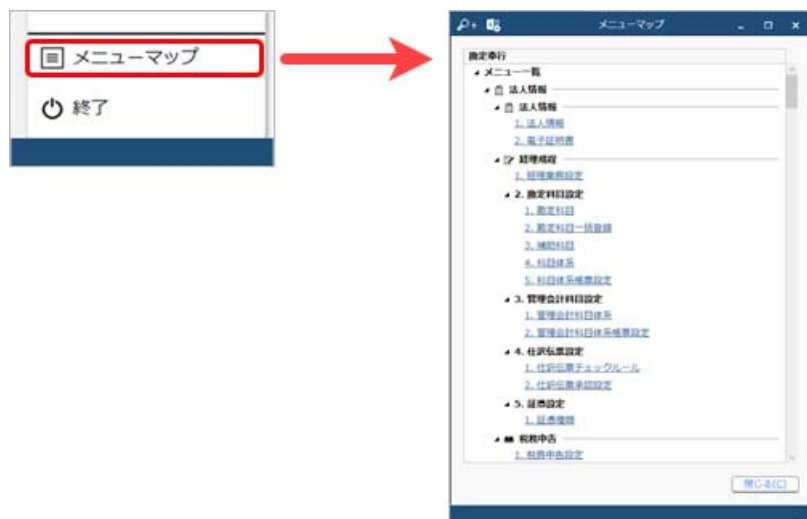 メニューマップ
終了
メニューマップ
勘定奉行
メニュー一覧
法人情報
法人情報
1. 法人情報
2. 電子証明書
経理規程
1. 経理業務設定
2. 勘定科目設定
1. 勘定科目
2. 勘定科目一括登録
3. 補助科目
4. 科目体系
5. 科目体系帳票設定
3. 管理会計科目設定
1. 管理会計科目体系
2. 管理会計科目体系帳票設定
4. 仕訳伝票設定
1. 仕訳伝票チェックルール
2. 仕訳伝票承認設定
5. 証憑設定
1. 証憑種類
税務申告
1. 税務申告設定
閉じる(C)